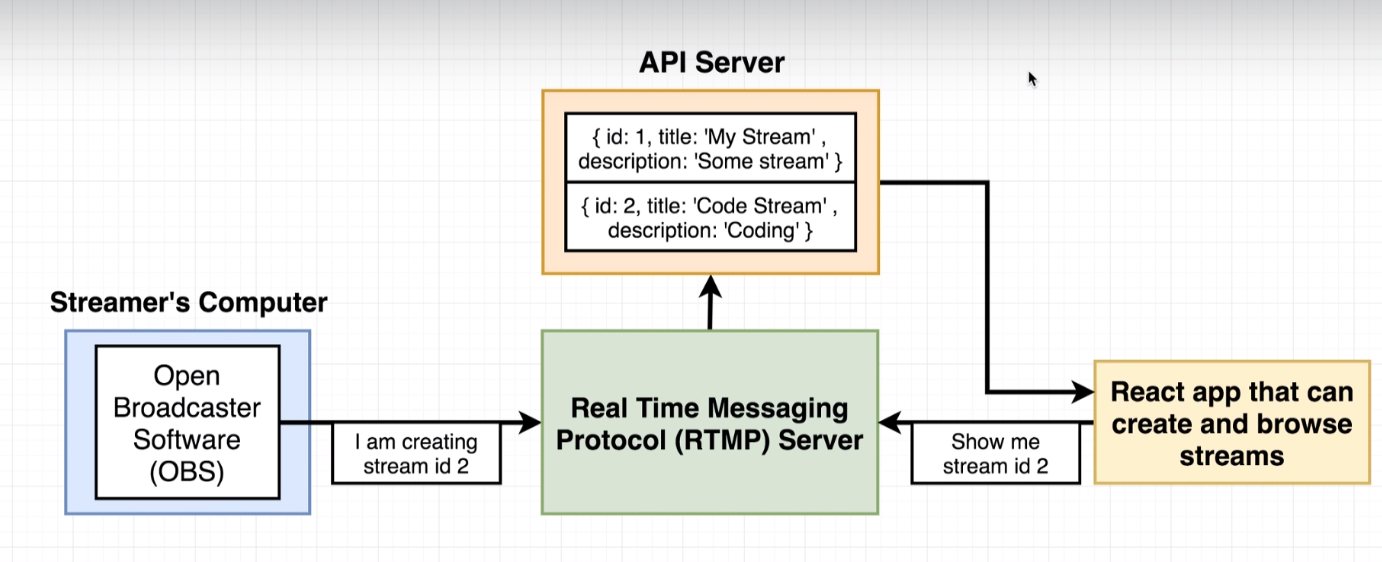 API Server
{ id: 1, title: 'My Stream' ,
description: 'Some stream' }
{ id: 2, title: 'Code Stream' ,
description: 'Coding' }
Streamer's Computer
Open
Broadcaster
Software
(OBS)
I am creating
stream id 2
Real Time Messaging
Protocol (RTMP) Server
Show me
stream id 2
React app that can
create and browse
streams